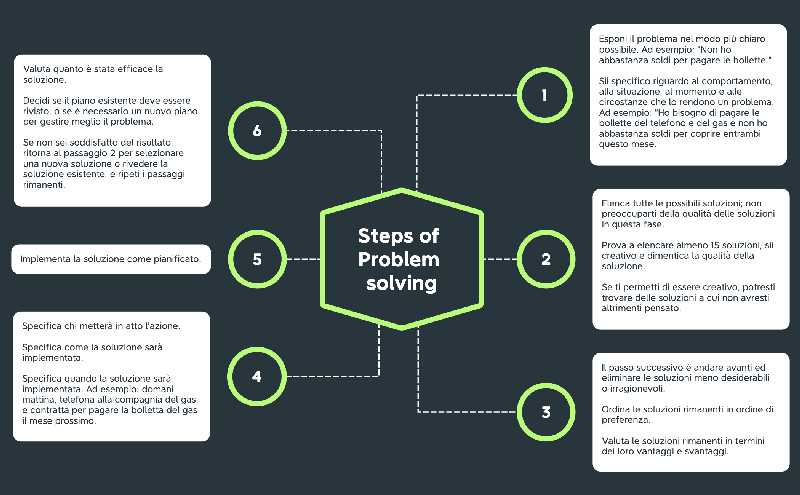 Steps of
Problem
solving
1
Esponi il problema nel modo più chiaro
possibile. Ad esempio: "Non ho
abbastanza soldi per pagare le bollette."
Sii specifico riguardo al comportamento,
alla situazione, al momento e alle
circostanze che lo rendono un problema.
Ad esempio: "Ho bisogno di pagare le
bollette del telefono e del gas e non ho
abbastanza soldi per coprire entrambi
questo mese.
2
Elenca tutte le possibili soluzioni; non
preoccuparti della qualità delle soluzioni
in questa fase.
Prova a elencare almeno 15 soluzioni, sii
creativo e dimentica la qualità della
soluzione.
Se ti permetti di essere creativo, potresti
trovare delle soluzioni a cui non avresti
altrimenti pensato.
3
Il passo successivo è andare avanti ed
eliminare le soluzioni meno desiderabili
o irragionevoli.
Ordina le soluzioni rimanenti in ordine di
preferenza.
Valuta le soluzioni rimanenti in termini
dei loro vantaggi e svantaggi.
4
Specifica chi metterà in atto l'azione.
Specifica come la soluzione sarà
implementata.
Specifica quando la soluzione sarà
implementata. Ad esempio: domani
mattina, telefona alla compagnia del gas
e contratta per pagare la bolletta del gas
il mese prossimo.
5
Implementa la soluzione come pianificato.
6
Valuta quanto è stata efficace la
soluzione.
Decidi se il piano esistente deve essere
rivisto, o se è necessario un nuovo piano
per gestire meglio il problema.
Se non sei soddisfatto del risultato,
ritorna al passaggio 2 per selezionare
una nuova soluzione o rivedere la
soluzione esistente, e ripeti i passaggi
rimanenti.